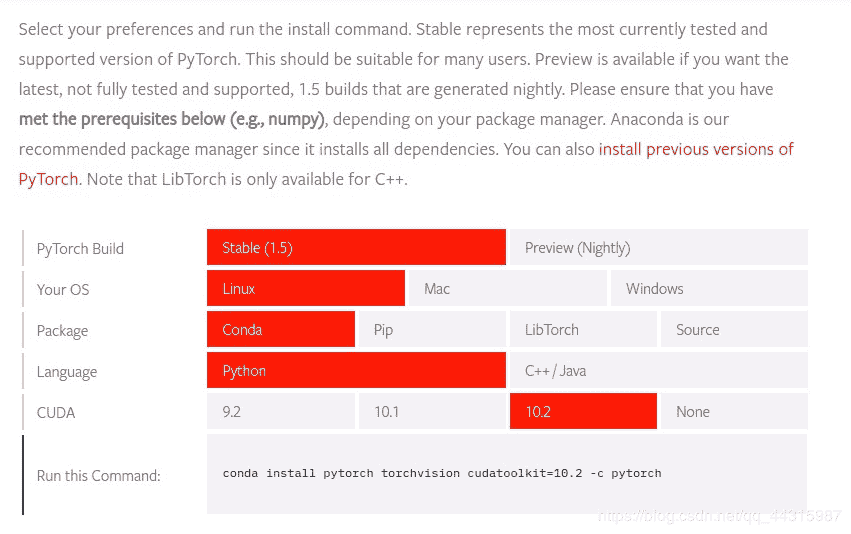 Select your preferences and run the install command. Stable represents the most currently tested and
supported version of PyTorch. This should be suitable for many users. Preview is available if you want the
latest, not fully tested and supported, 1.5 builds that are generated nightly. Please ensure that you have
met the prerequisites below (e.g., numpy), depending on your package manager. Anaconda is our
recommended package manager since it installs all dependencies. You can also install previous versions of
PyTorch. Note that LibTorch is only available for C++.
PyTorch Build Stable (1.5) Preview (Nightly)
Your OS Linux Mac Windows
Package Conda Pip LibTorch Source
Language Python C++ / Java
CUDA 9.2 10.1 10.2 None
Run this Command: conda install pytorch torchvision cudatoolkit=10.2 -c pytorch
https://blog.csdn.net/qq_44315987